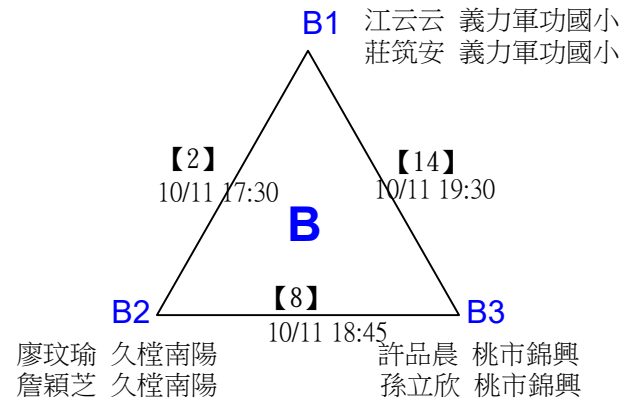 B1
江云云 義力軍功國小
莊筑安 義力軍功國小
【2】
10/11 17:30
【14】
10/11 19:30
B
【8】
10/11 18:45
B2
廖玟瑜 久樘南陽
詹穎芝 久樘南陽
B3
許品晨 桃市錦興
孫立欣 桃市錦興